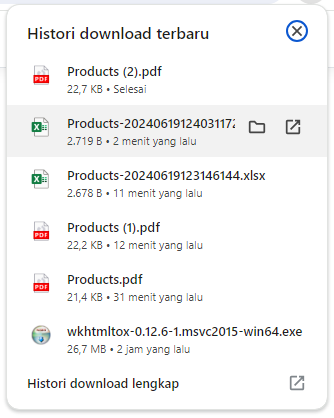 Histori download terbaru
Products (2).pdf
22,7 KB • Selesai
Products-20240619124031172
2.719 B • 2 menit yang lalu
Products-20240619123146144.xlsx
2.678 B • 11 menit yang lalu
Products (1).pdf
22,2 KB • 12 menit yang lalu
Products.pdf
21,4 KB • 31 menit yang lalu
wkhtmltox-0.12.6-1.msvc2015-win64.exe
26,7 MB • 2 jam yang lalu
Histori download lengkap